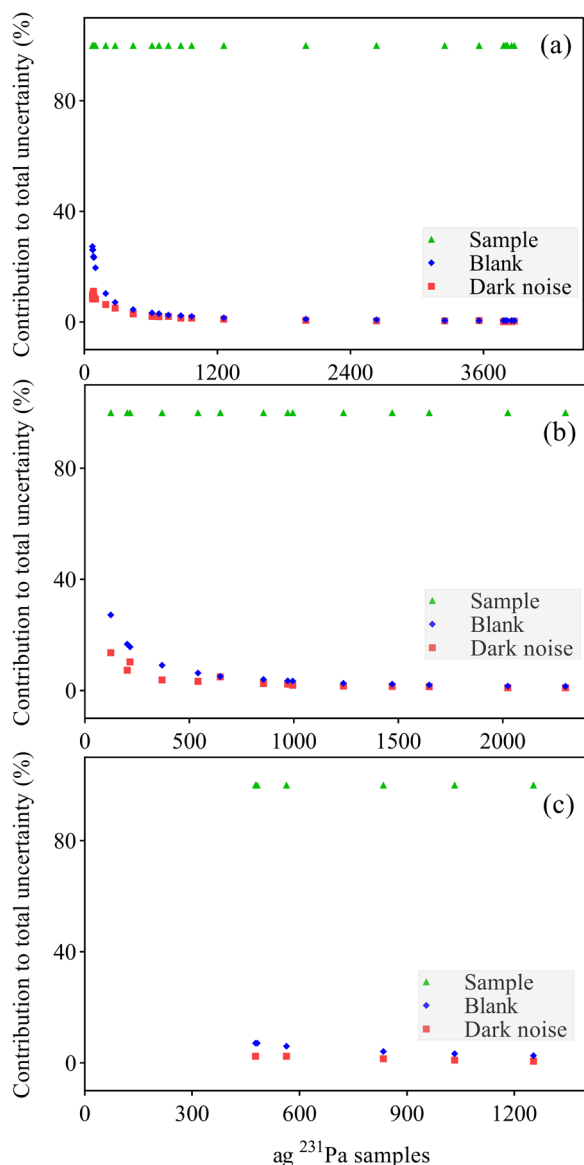 Contribution to total uncertainty (%)
80
40
0
(a)
Sample
Blank
Dark noise
0 1200 2400 3600
Contribution to total uncertainty (%)
80
40
0
(b)
Sample
Blank
Dark noise
0 500 1000 1500 2000
Contribution to total uncertainty (%)
80
40
0
(c)
Sample
Blank
Dark noise
0 300 600 900 1200
ag ²³¹Pa samples